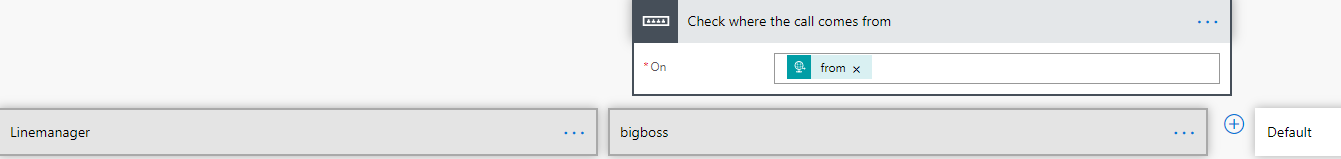 Check where the call comes from
* On
from
Linemanager
bigboss
Default